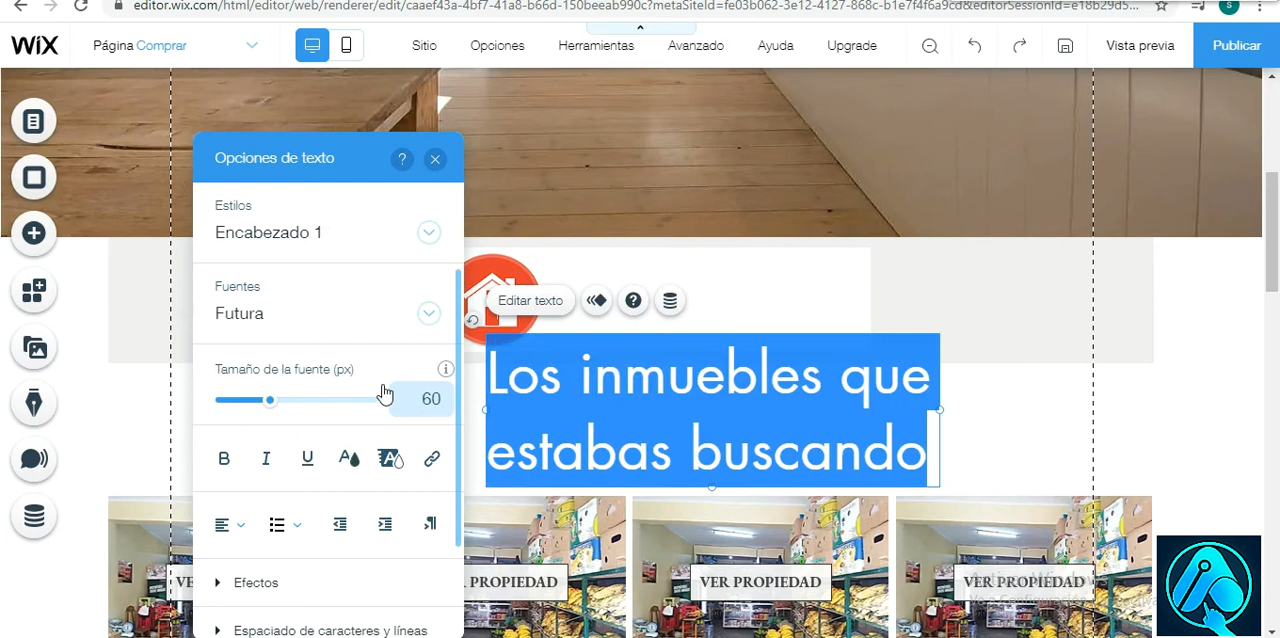 editor.wix.com/html/editor/web/renderer/edit/caaef43a-4bf7-41a8-b66d-150beeab990c?metaSiteId=fe03b062-3e12-4127-868c-b1e7f4f6a9cd&editorSessionId=e18b29d5...
S
WiX Página Comprar Sitio Opciones Herramientas Avanzado Ayuda Upgrade Vista previa Publicar
Opciones de texto ? ×
Estilos
Encabezado 1
Fuentes
Futura
Editar texto ?
Tamaño de la fuente (px) i
60
B I U A A
Los inmuebles que
estabas buscando
Efectos
Espaciado de caracteres y líneas
VE PROPIEDAD VER PROPIEDAD VER PROPIEDAD